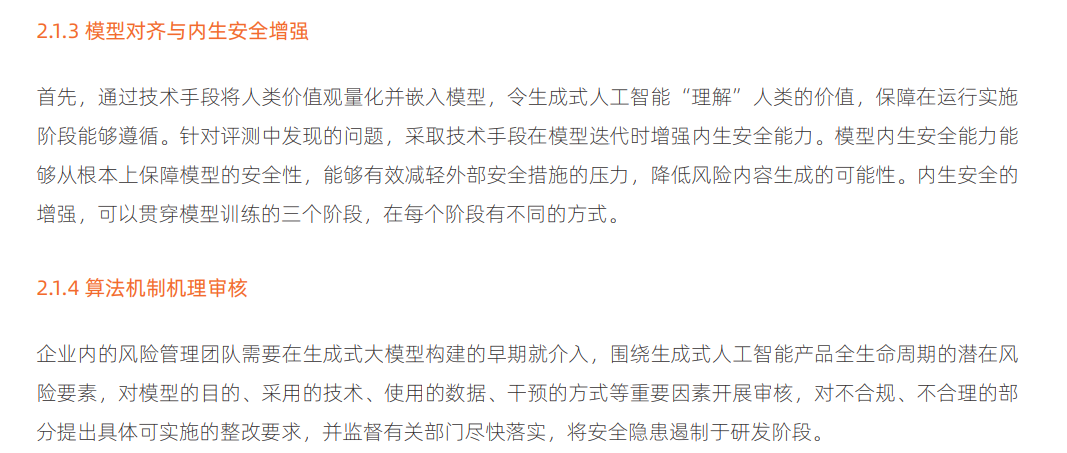 2.1.3 模型对齐与内生安全增强
首先，通过技术手段将人类价值观量化并嵌入模型，令生成式人工智能“理解”人类的价值，保障在运行实施
阶段能够遵循。针对评测中发现的问题，采取技术手段在模型迭代时增强内生安全能力。模型内生安全能力能
够从根本上保障模型的安全性，能够有效减轻外部安全措施的压力，降低风险内容生成的可能性。内生安全的
增强，可以贯穿模型训练的三个阶段，在每个阶段有不同的方式。
2.1.4 算法机制机理审核
企业内的风险管理团队需要在生成式大模型构建的早期就介入，围绕生成式人工智能产品全生命周期的潜在风
险要素，对模型的目的、采用的技术、使用的数据、干预的方式等重要因素开展审核，对不合规、不合理的部
分提出具体可实施的整改要求，并监督有关部门尽快落实，将安全隐患遏制于研发阶段。